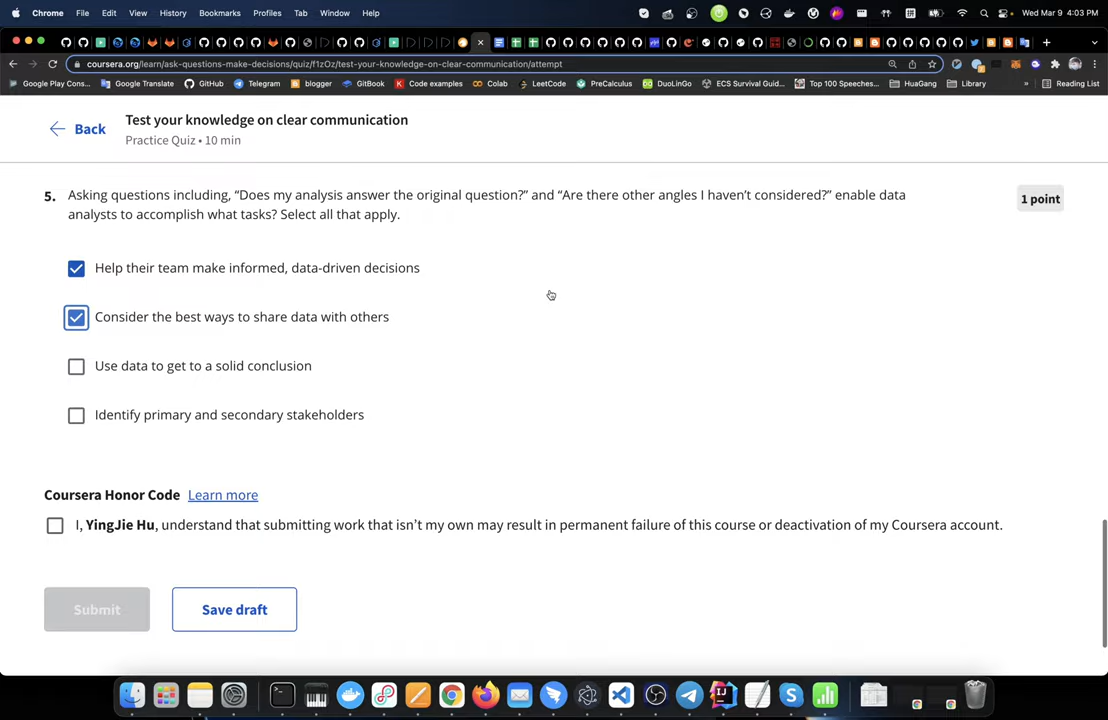 Chrome File Edit View History Bookmarks Profiles Tab Window Help Wed Mar 9 4:03 PM
coursera.org/learn/ask-questions-make-decisions/quiz/f1zOz/test-your-knowledge-on-clear-communication/attempt
Google Play Cons... Google Translate GitHub Telegram blogger GitBook Code examples Colab LeetCode PreCalculus DuoLinGo ECS Survival Guid... Top 100 Speeches... HuaGang Library » Reading List
Back
Test your knowledge on clear communication
Practice Quiz • 10 min
5. Asking questions including, “Does my analysis answer the original question?” and “Are there other angles I haven’t considered?” enable data
analysts to accomplish what tasks? Select all that apply.
1 point
Help their team make informed, data-driven decisions
Consider the best ways to share data with others
Use data to get to a solid conclusion
Identify primary and secondary stakeholders
Coursera Honor Code Learn more
I, YingJie Hu, understand that submitting work that isn’t my own may result in permanent failure of this course or deactivation of my Coursera account.
Submit
Save draft